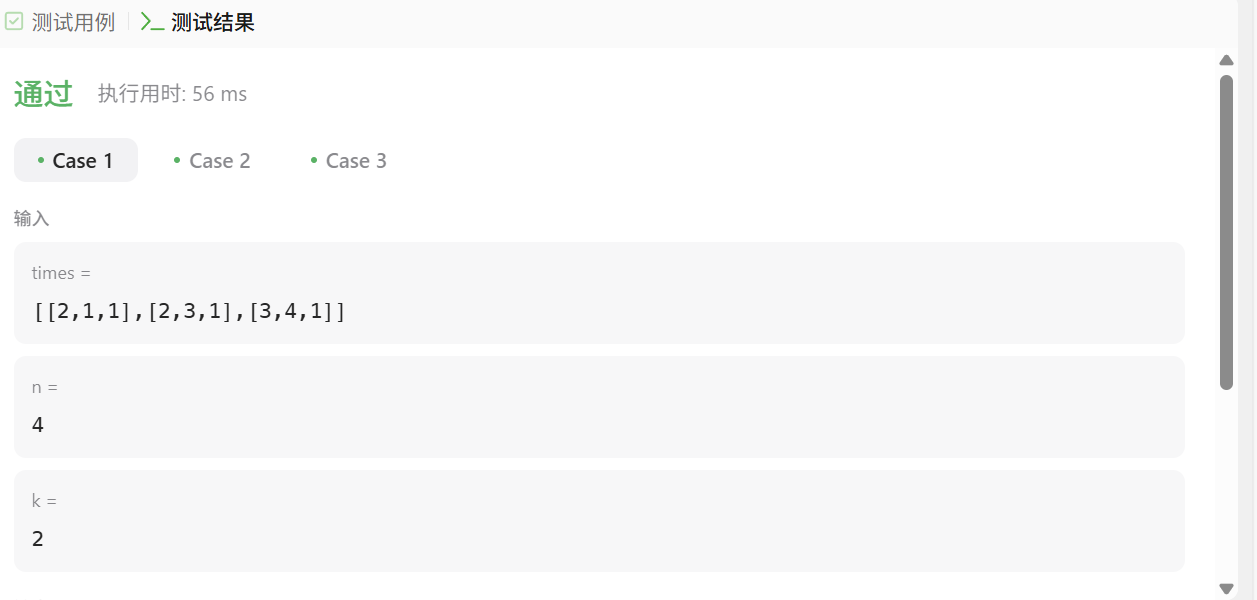 测试用例 测试结果
通过 执行用时: 56 ms
Case 1 Case 2 Case 3
输入
times =
[[2,1,1],[2,3,1],[3,4,1]]
n =
4
k =
2